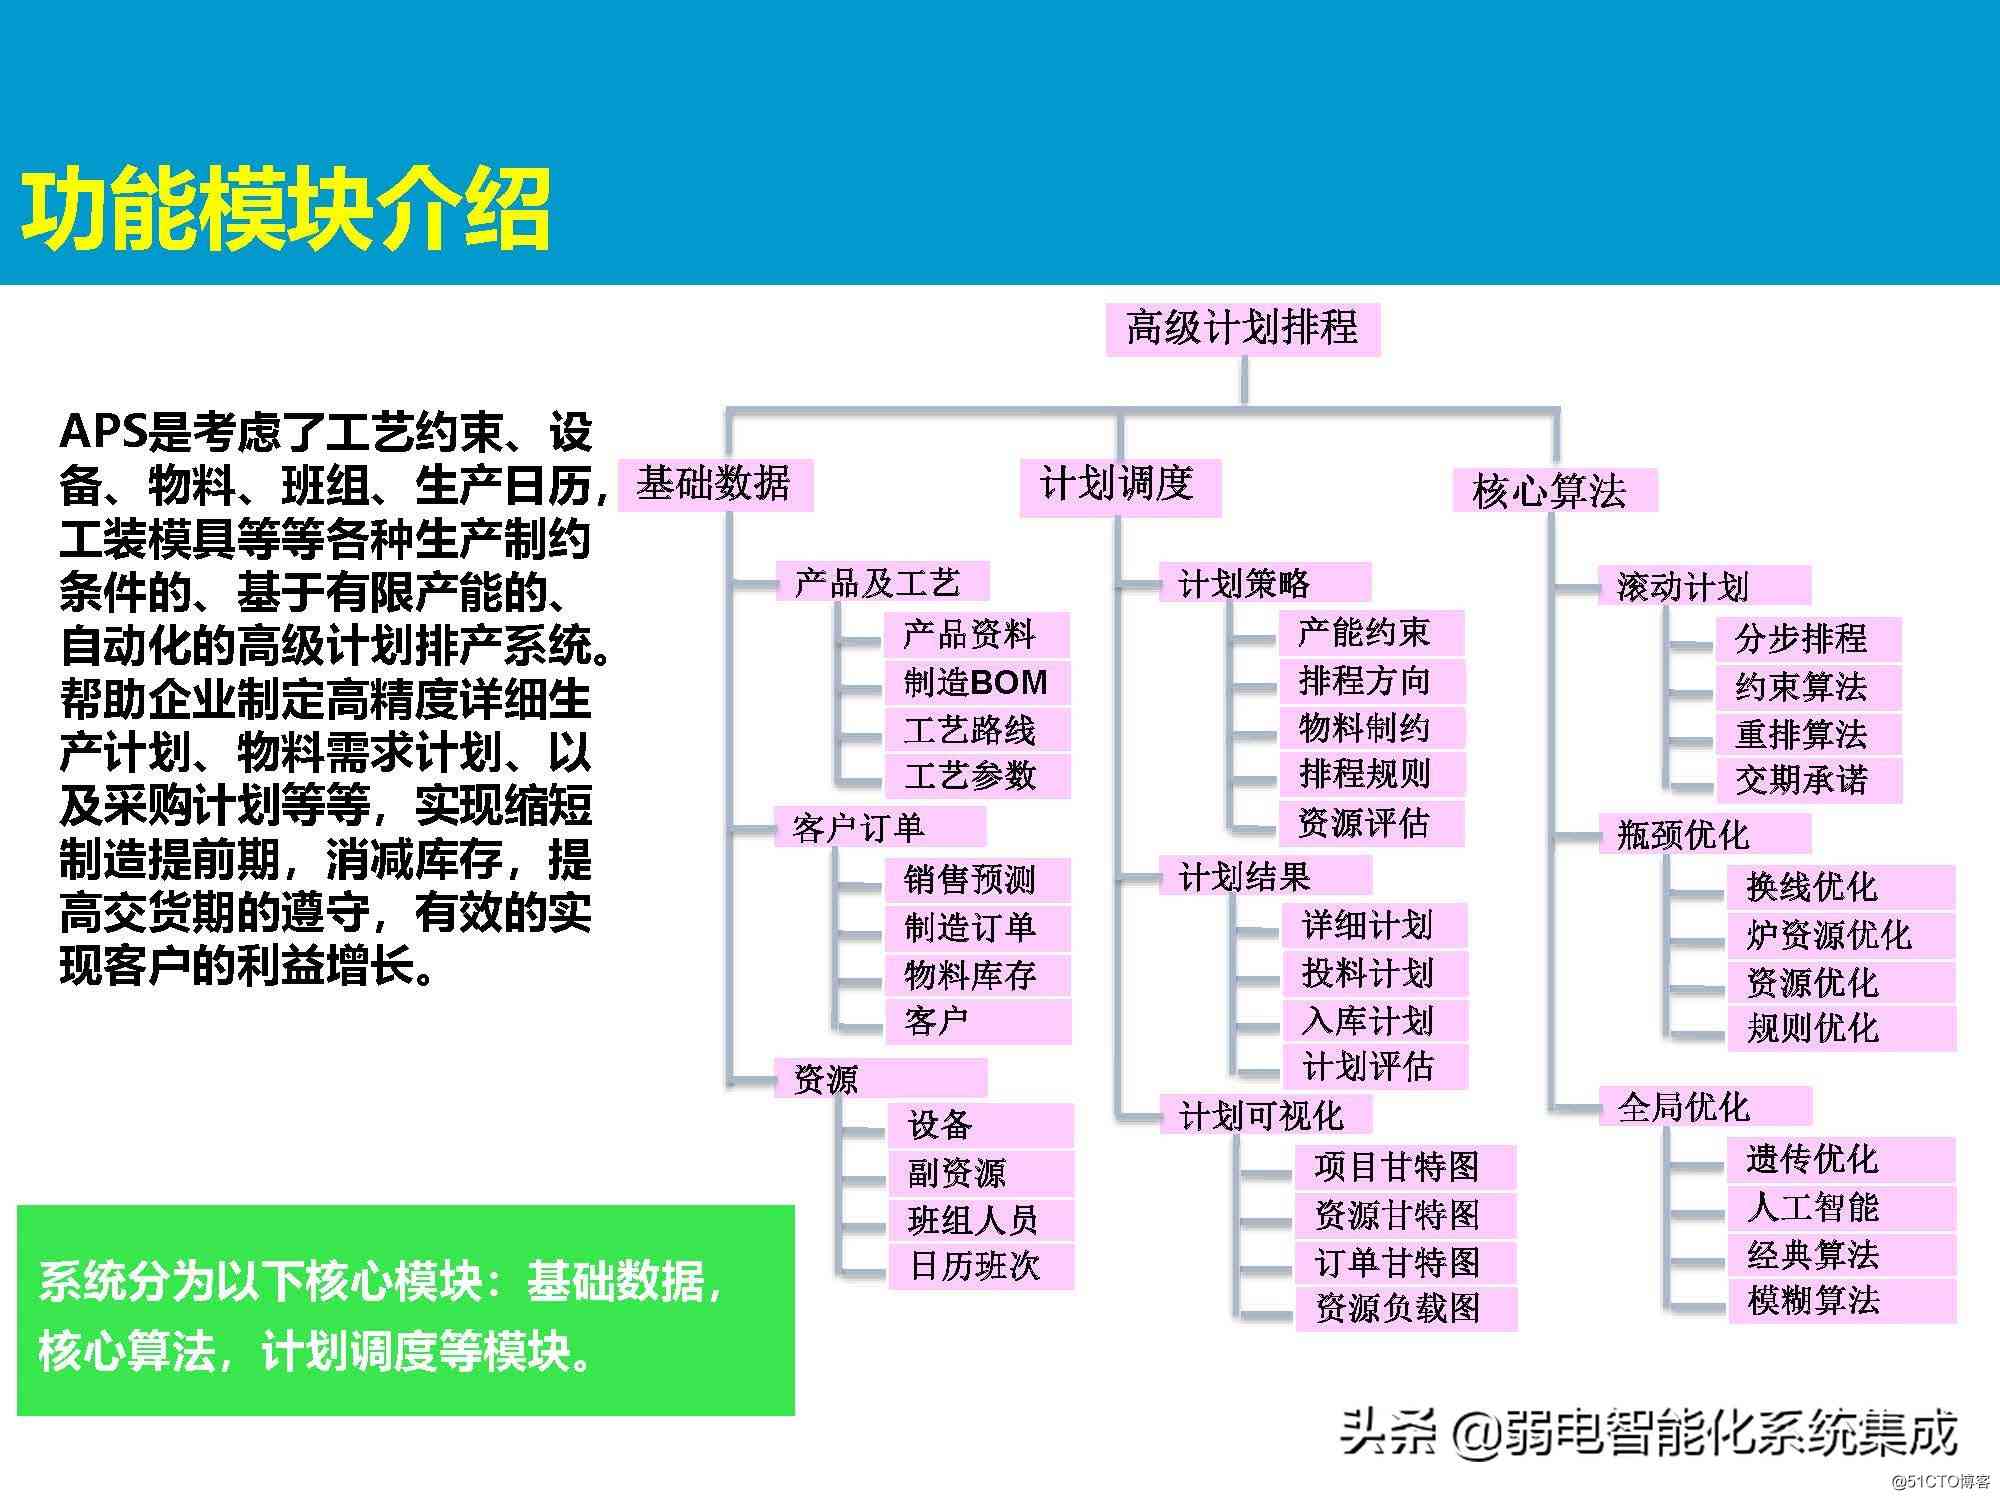 功能模块介绍
APS是考虑了工艺约束、设
备、物料、班组、生产日历，
工装模具等等各种生产制约
条件的、基于有限产能的、
自动化的高级计划排产系统。
帮助企业制定高精度详细生
产计划、物料需求计划、以
及采购计划等等，实现缩短
制造提前期，消减库存，提
高交货期的遵守，有效的实
现客户的利益增长。
系统分为以下核心模块：基础数据，
核心算法，计划调度等模块。
高级计划排程
基础数据
产品及工艺
产品资料
制造BOM
工艺路线
工艺参数
客户订单
销售预测
制造订单
物料库存
客户
资源
设备
副资源
班组人员
日历班次
计划调度
计划策略
产能约束
排程方向
物料制约
排程规则
资源评估
计划结果
详细计划
投料计划
入库计划
计划评估
计划可视化
项目甘特图
资源甘特图
订单甘特图
资源负载图
核心算法
滚动计划
分步排程
约束算法
重排算法
交期承诺
瓶颈优化
换线优化
炉资源优化
资源优化
规则优化
全局优化
遗传优化
人工智能
经典算法
模糊算法
头条 @弱电智能化系统集成
@51CTO博客